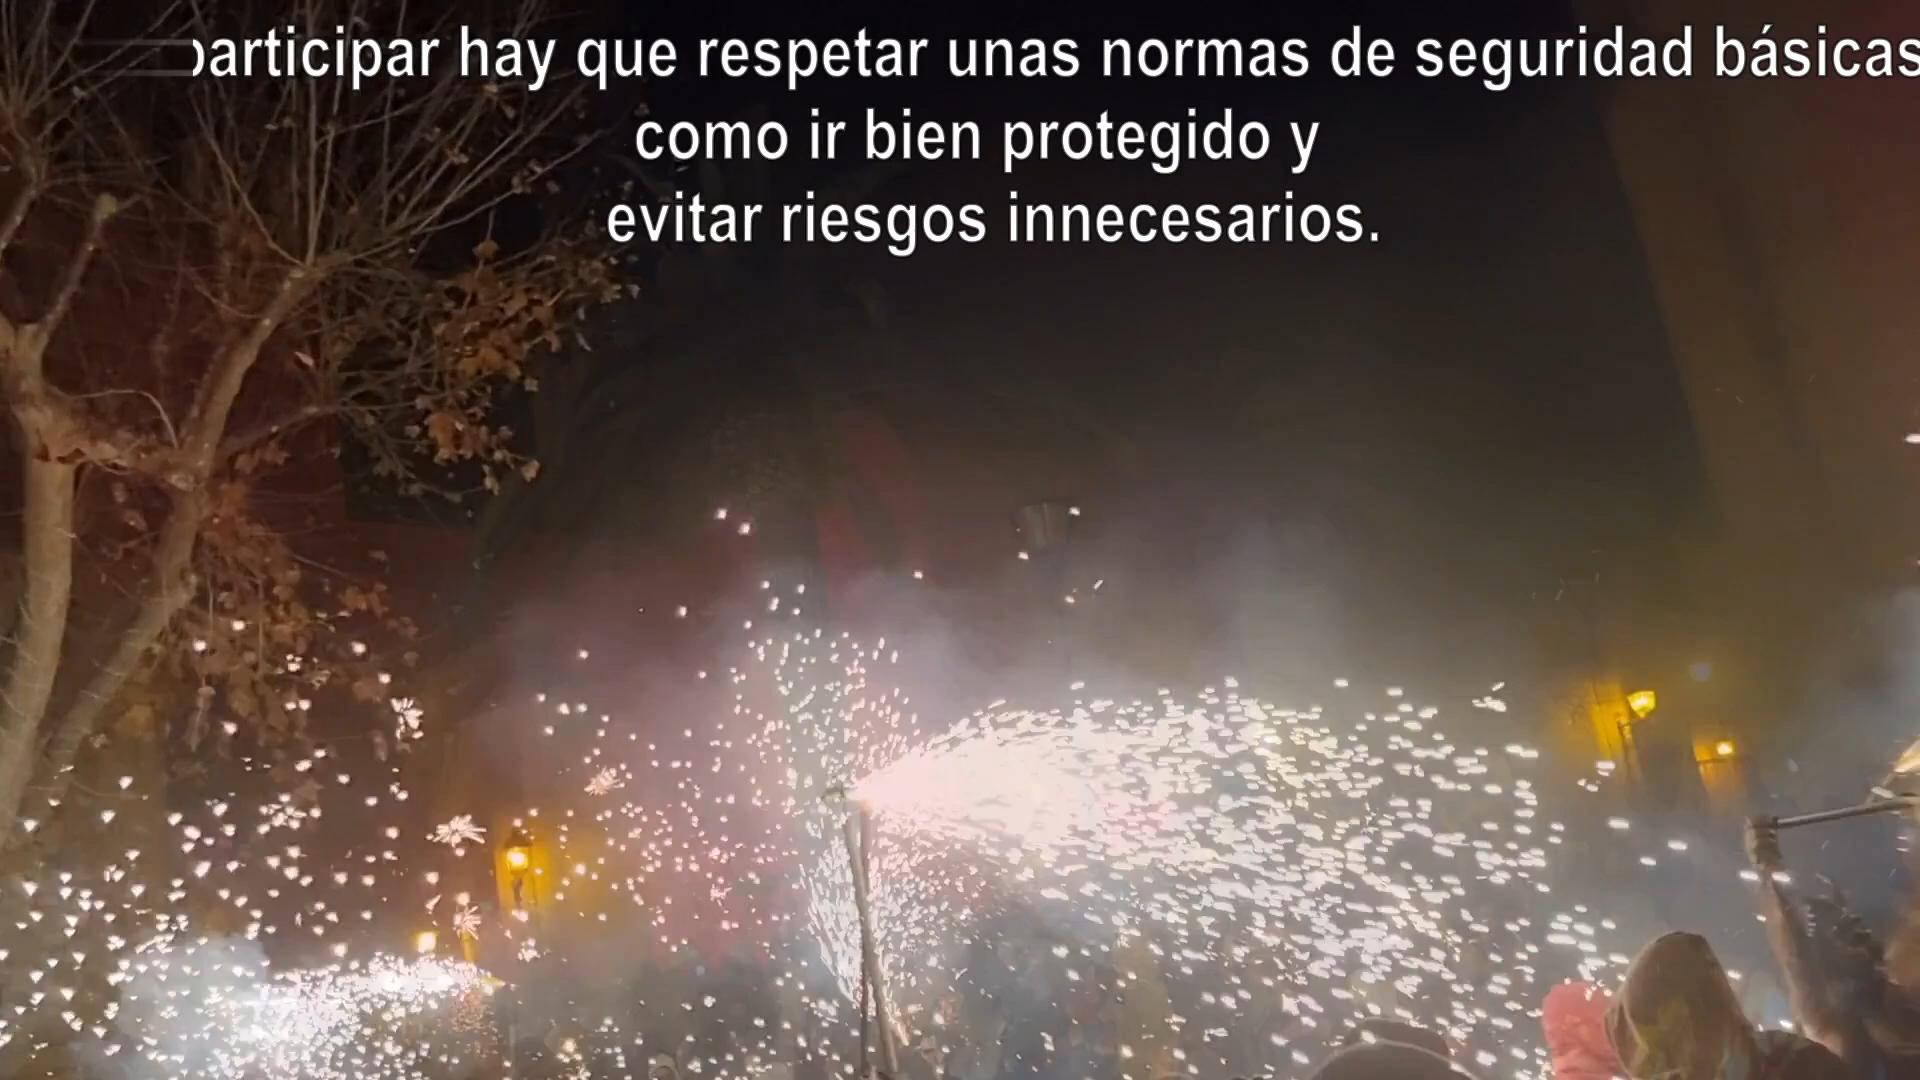 participar hay que respetar unas normas de seguridad básicas
como ir bien protegido y
evitar riesgos innecesarios.